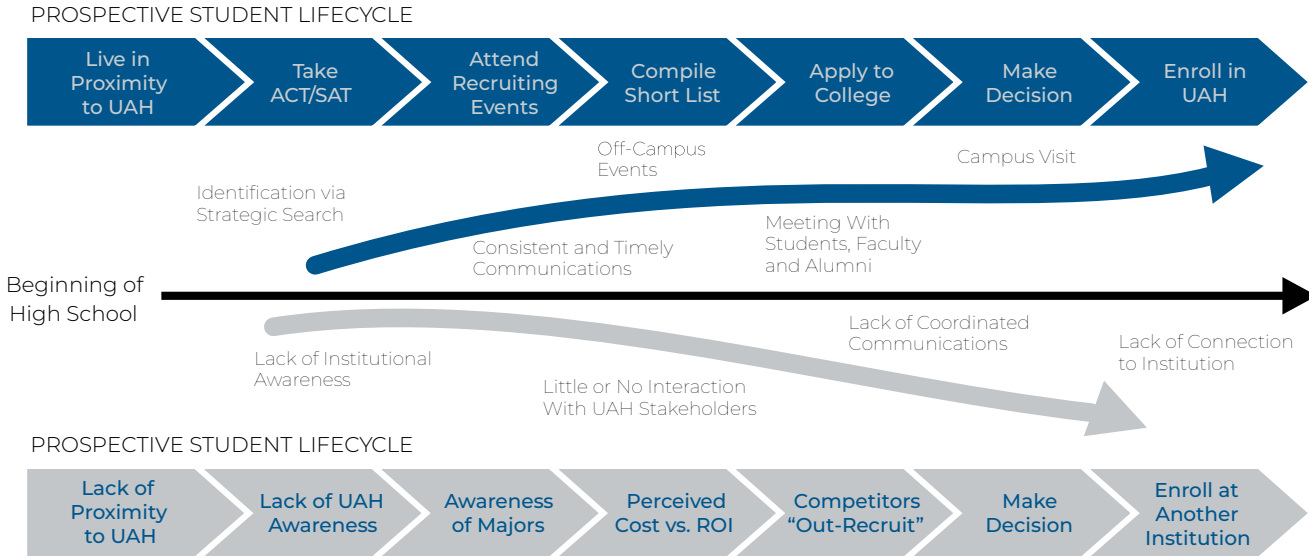 PROSPECTIVE STUDENT LIFECYCLE
Live in
Proximity
to UAH
Take
ACT/SAT
Attend
Recruiting
Events
Compile
Short List
Apply to
College
Make
Decision
Enroll in
UAH
Off-Campus
Events
Campus Visit
Identification via
Strategic Search
Consistent and Timely
Communications
Meeting With
Students, Faculty
and Alumni
Beginning of
High School
Lack of Institutional
Awareness
Little or No Interaction
With UAH Stakeholders
Lack of Coordinated
Communications
Lack of Connection
to Institution
PROSPECTIVE STUDENT LIFECYCLE
Lack of
Proximity
to UAH
Lack of UAH
Awareness
Awareness
of Majors
Perceived
Cost vs. ROI
Competitors
“Out-Recruit”
Make
Decision
Enroll at
Another
Institution